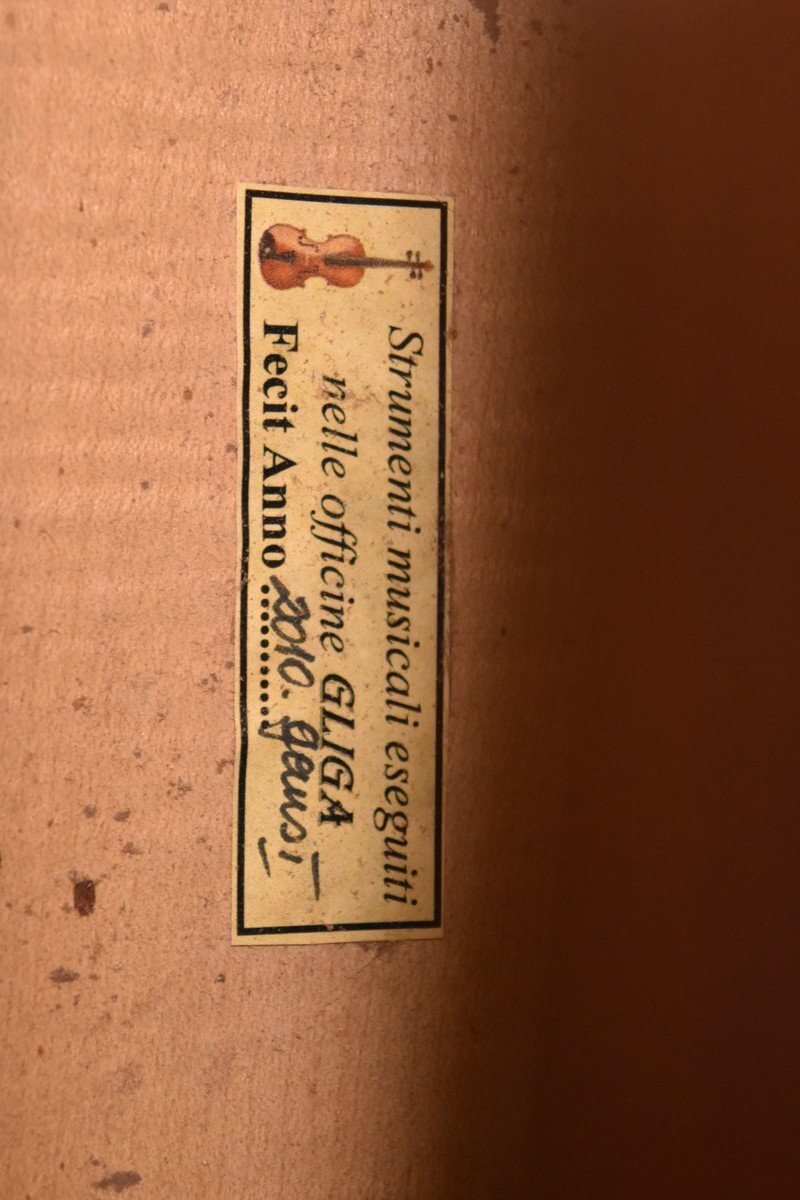 Strumenti musicali eseguiti
nelle officine GLIGA
Fecit Anno ........... 2010.